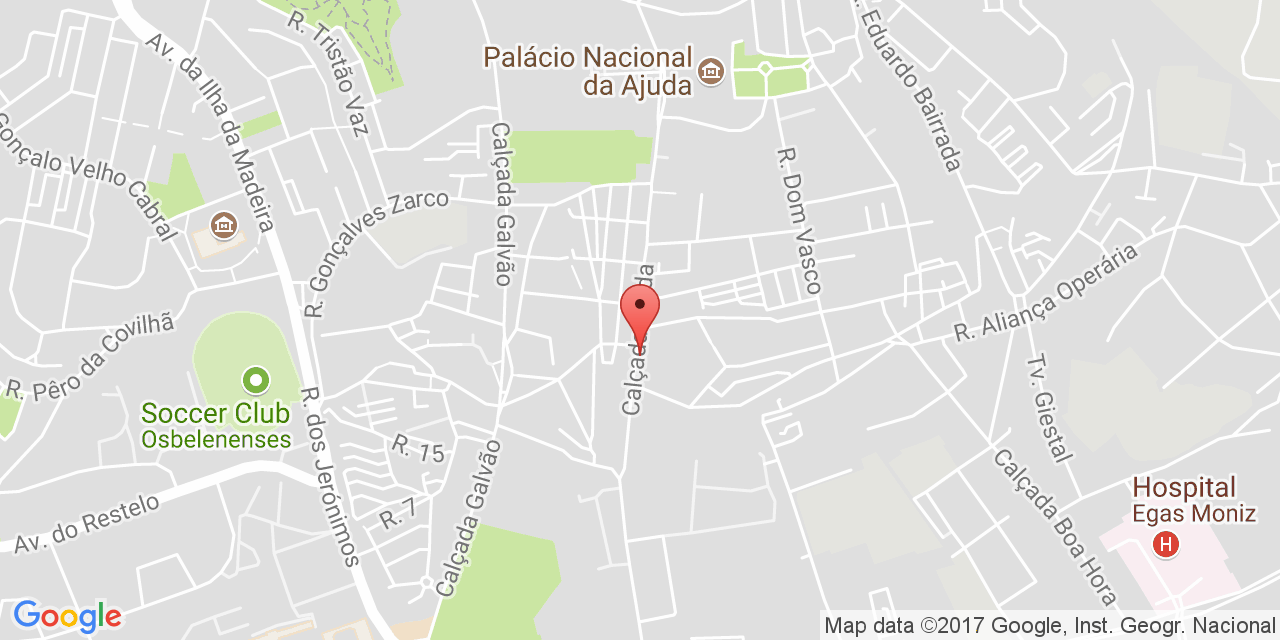 Av. da Ilha da Madeira
R. Tristão Vaz
Palácio Nacional
da Ajuda
Eduardo Bairrada
Gonçalo Velho Cabral
Calçada Galvão
R. Gonçalves Zarco
R. Dom Vasco
R. Aliança Operária
R. Pêro da Covilhã
Calçada
da
Soccer Club
Osbelenenses
R. dos Jerónimos
R. 15
R. 7
Calçada Galvão
Av. do Restelo
Tv. Giestal
Calçada Boa Hora
Hospital
Egas Moniz
H
Google
Map data ©2017 Google, Inst. Geogr. Nacional